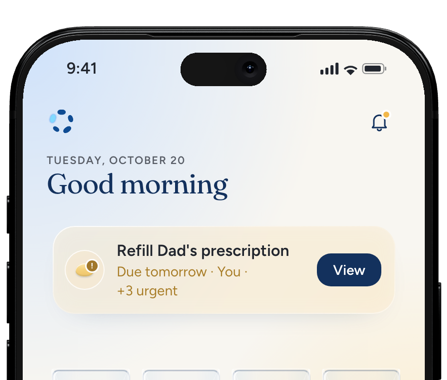 9:41
TUESDAY, OCTOBER 20
Good morning
Refill Dad's prescription
Due tomorrow · You ·
+3 urgent
View